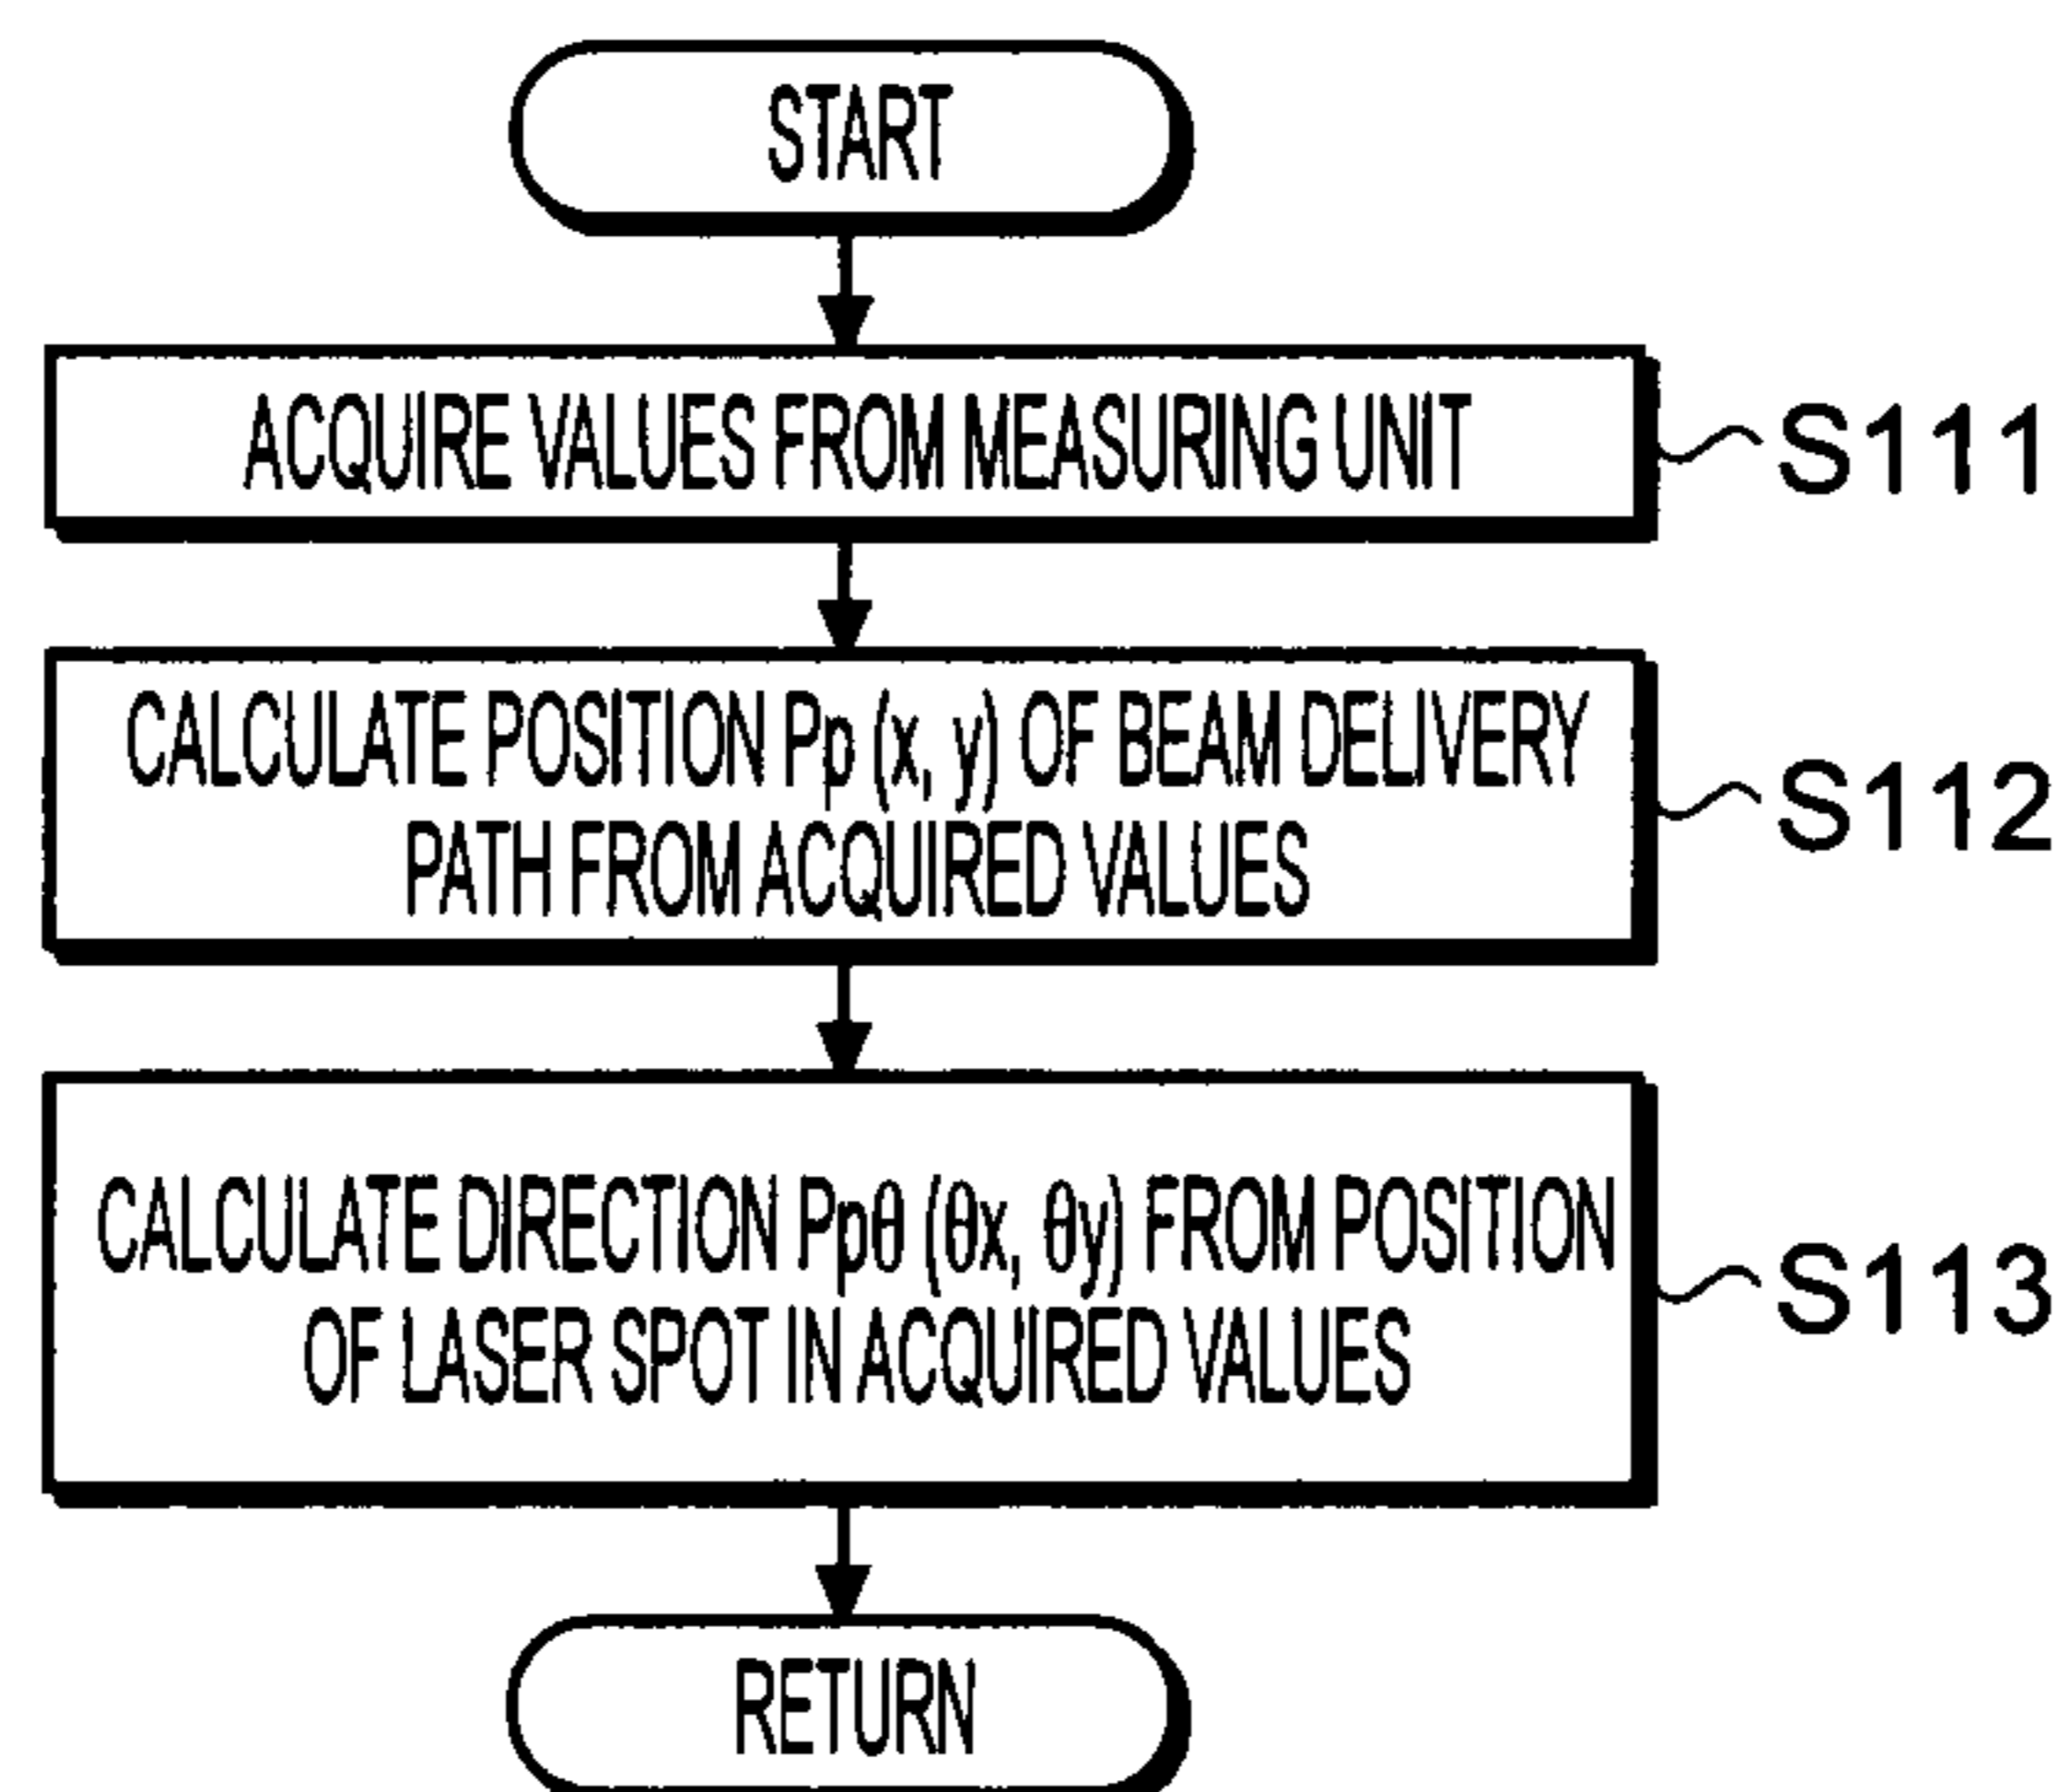 START
ACQUIRE VALUES FROM MEASURING UNIT
S111
CALCULATE POSITION Pp (x, y) OF BEAM DELIVERY
PATH FROM ACQUIRED VALUES
S112
CALCULATE DIRECTION Ppθ (θx, θy) FROM POSITION
OF LASER SPOT IN ACQUIRED VALUES
S113
RETURN